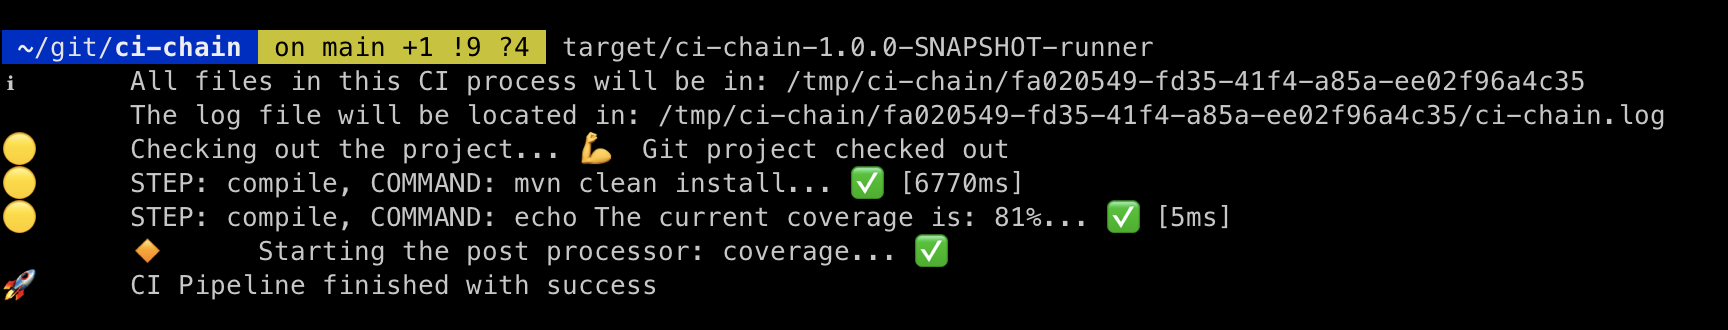 ~/git/ci-chain on main +1 !9 ?4 target/ci-chain-1.0.0-SNAPSHOT-runner
ℹ All files in this CI process will be in: /tmp/ci-chain/fa020549-fd35-41f4-a85a-ee02f96a4c35
The log file will be located in: /tmp/ci-chain/fa020549-fd35-41f4-a85a-ee02f96a4c35/ci-chain.log
🟡 Checking out the project... 💪 Git project checked out
🟡 STEP: compile, COMMAND: mvn clean install... ✅ [6770ms]
🟡 STEP: compile, COMMAND: echo The current coverage is: 81%... ✅ [5ms]
🔸 Starting the post processor: coverage... ✅
🚀 CI Pipeline finished with success